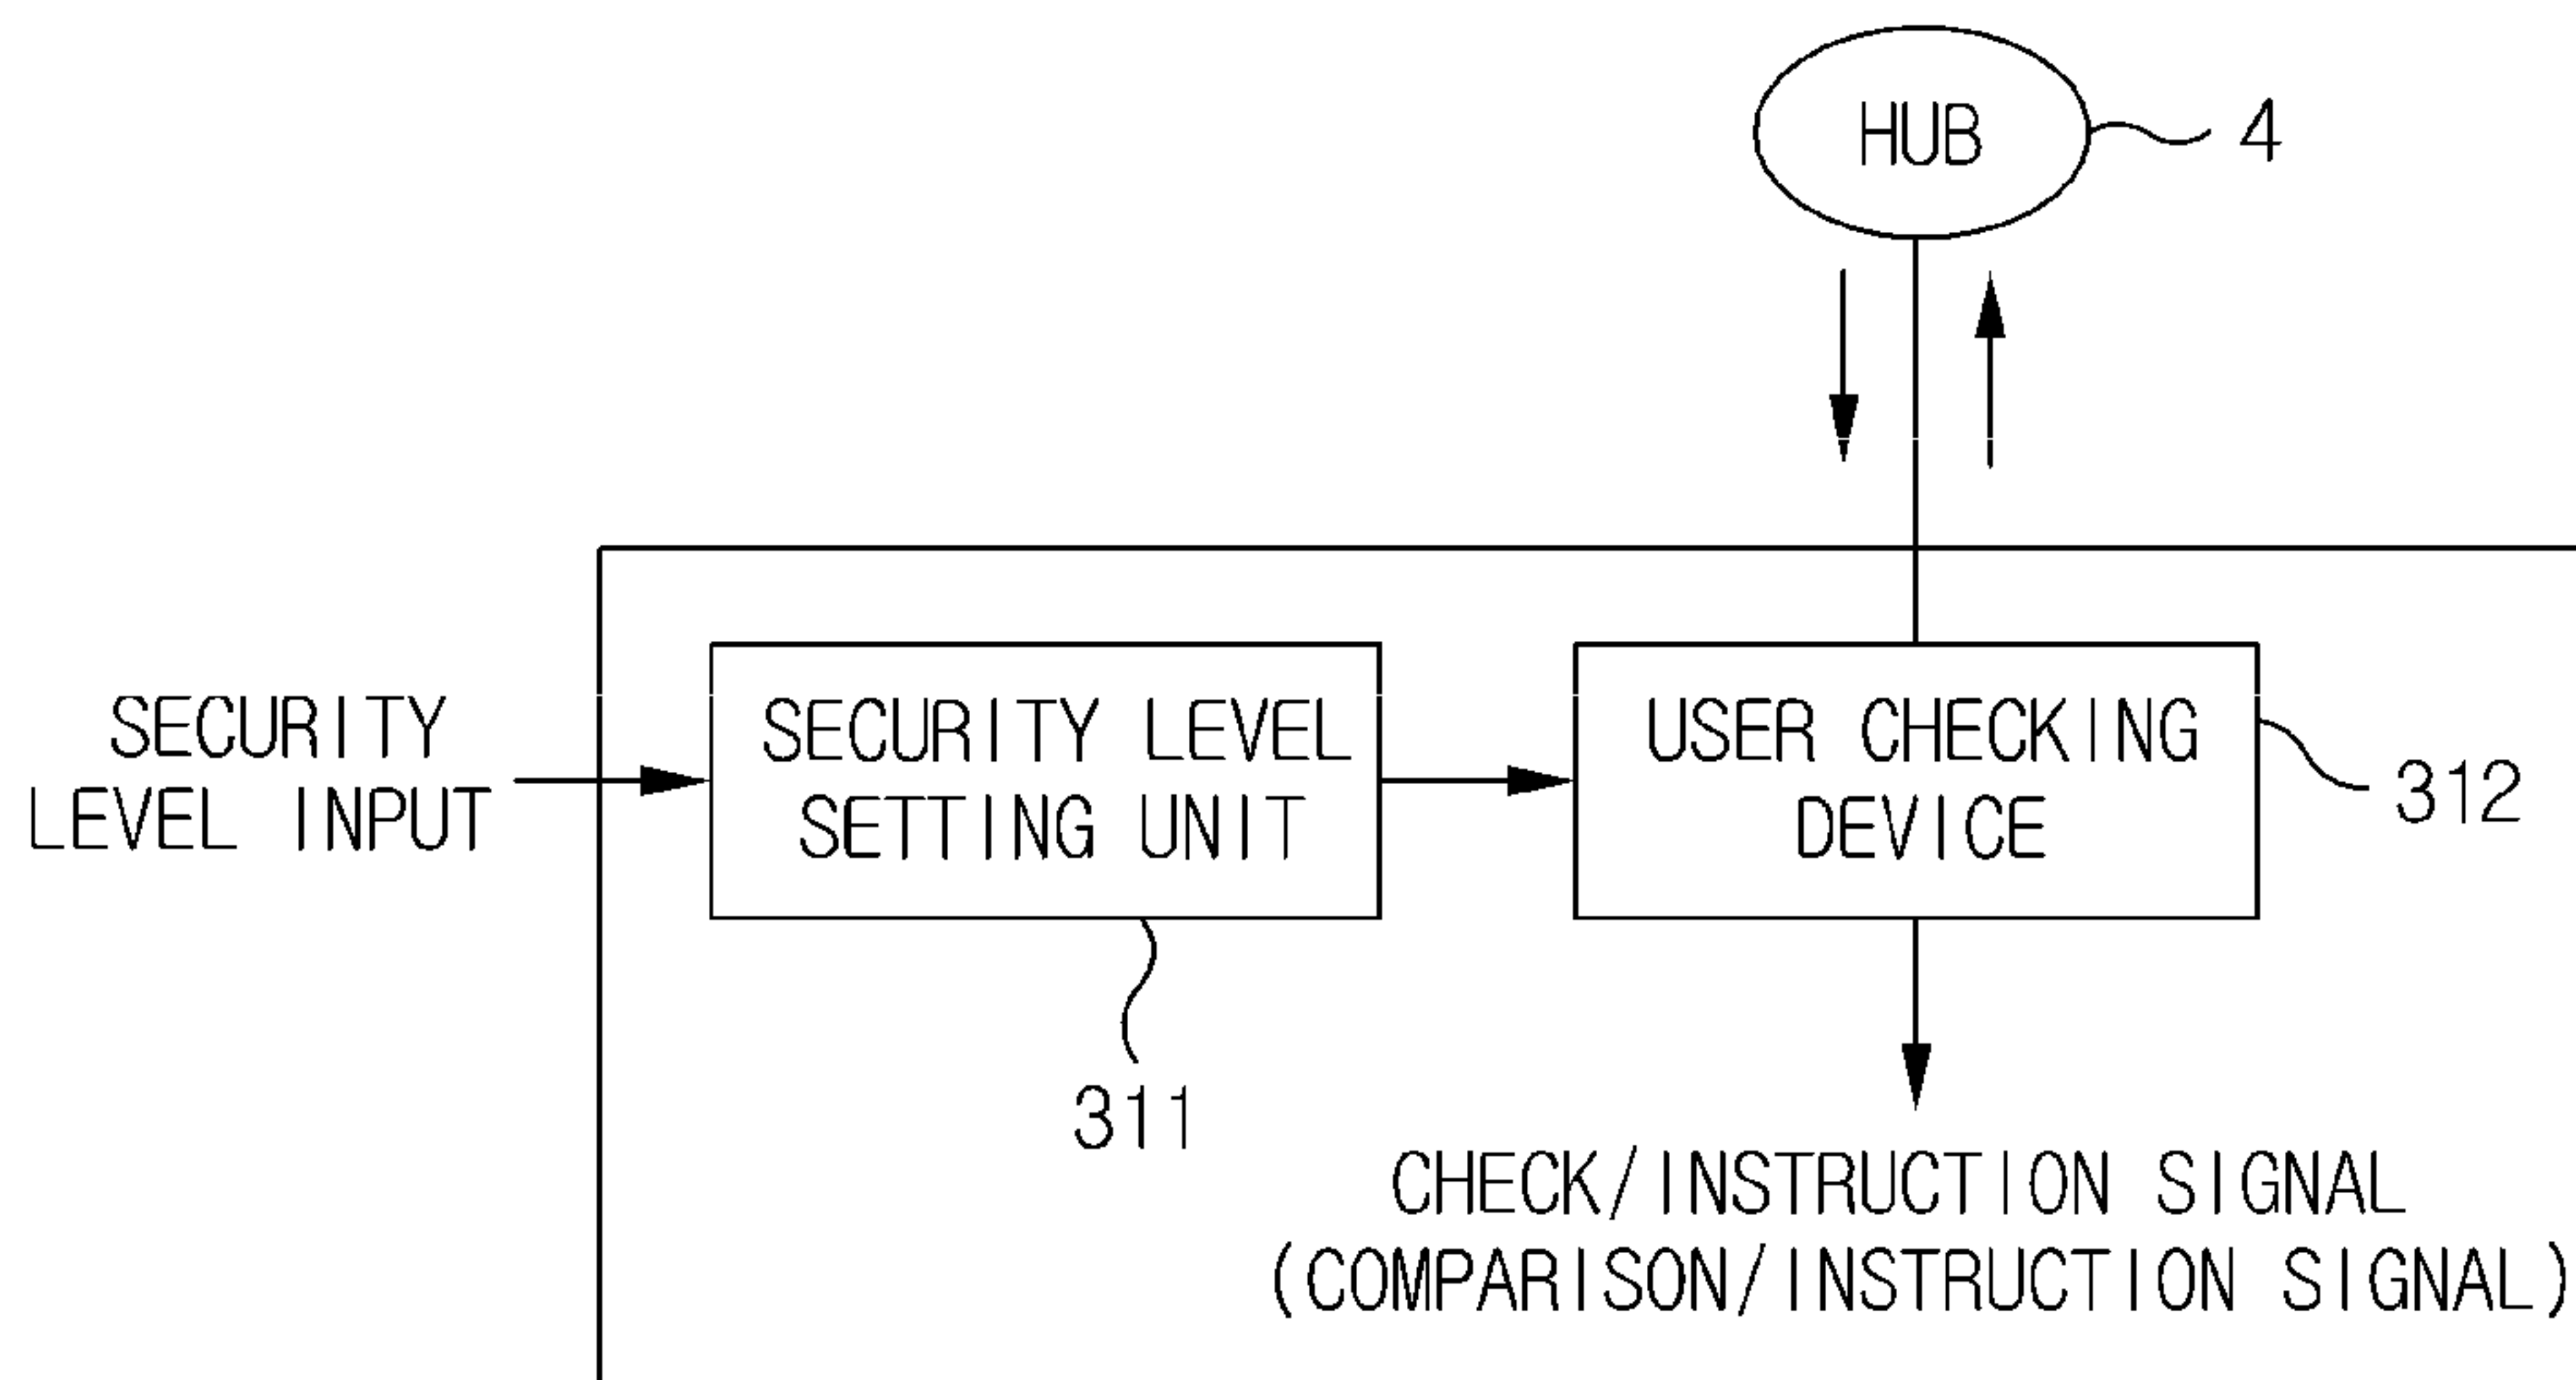 HUB
4
SECURITY
LEVEL INPUT
SECURITY LEVEL
SETTING UNIT
USER CHECKING
DEVICE
312
311
CHECK/INSTRUCTION SIGNAL
(COMPARISON/INSTRUCTION SIGNAL)